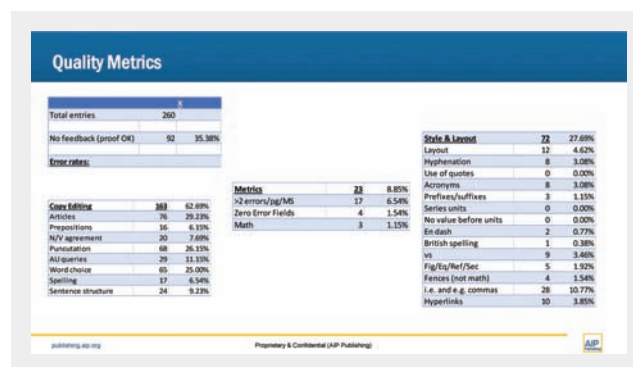 Quality Metrics
X
Total entries 260
No feedback (proof OK) 92 35.38%
Error rates:
Copy Editing 163 62.69%
Articles 76 29.23%
Prepositions 16 6.15%
N/V agreement 20 7.69%
Puncutation 68 26.15%
AU queries 29 11.15%
Word choice 65 25.00%
Spelling 17 6.54%
Sentence structure 24 9.23%
Metrics 23 8.85%
>2 errors/pg/MS 17 6.54%
Zero Error Fields 4 1.54%
Math 3 1.15%
Style & Layout 72 27.69%
Layout 12 4.62%
Hyphenation 8 3.08%
Use of quotes 0 0.00%
Acronyms 8 3.08%
Prefixes/suffixes 3 1.15%
Series units 0 0.00%
No value before units 0 0.00%
En dash 2 0.77%
British spelling 1 0.38%
vs 9 3.46%
Fig/Eq/Ref/Sec 5 1.92%
Fences (not math) 4 1.54%
i.e. and e.g. commas 28 10.77%
Hyperlinks 10 3.85%
publishing.aip.org
Proprietary & Confidential (AIP Publishing)
AIP
Publishing